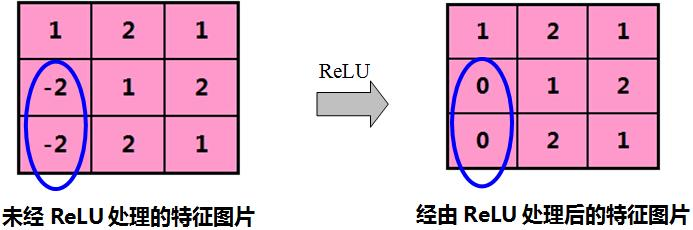 1 2 1
-2 1 2
-2 2 1
未经 ReLU 处理的特征图片
ReLU
1 2 1
0 1 2
0 2 1
经由 ReLU 处理后的特征图片